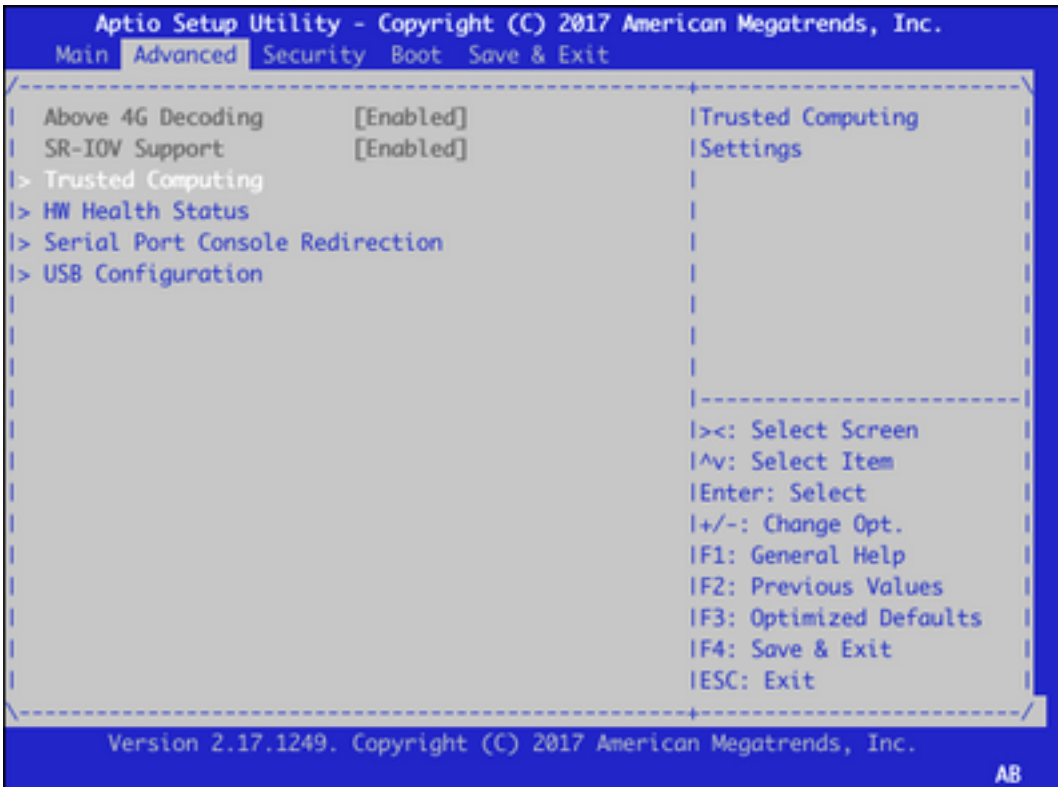 Aptio Setup Utility - Copyright (C) 2017 American Megatrends, Inc.
Main Advanced Security Boot Save & Exit
Above 4G Decoding [Enabled]
SR-IOV Support [Enabled]
> Trusted Computing
> HW Health Status
> Serial Port Console Redirection
> USB Configuration
Trusted Computing
Settings
><: Select Screen
^v: Select Item
Enter: Select
+/-: Change Opt.
F1: General Help
F2: Previous Values
F3: Optimized Defaults
F4: Save & Exit
ESC: Exit
Version 2.17.1249. Copyright (C) 2017 American Megatrends, Inc.
AB